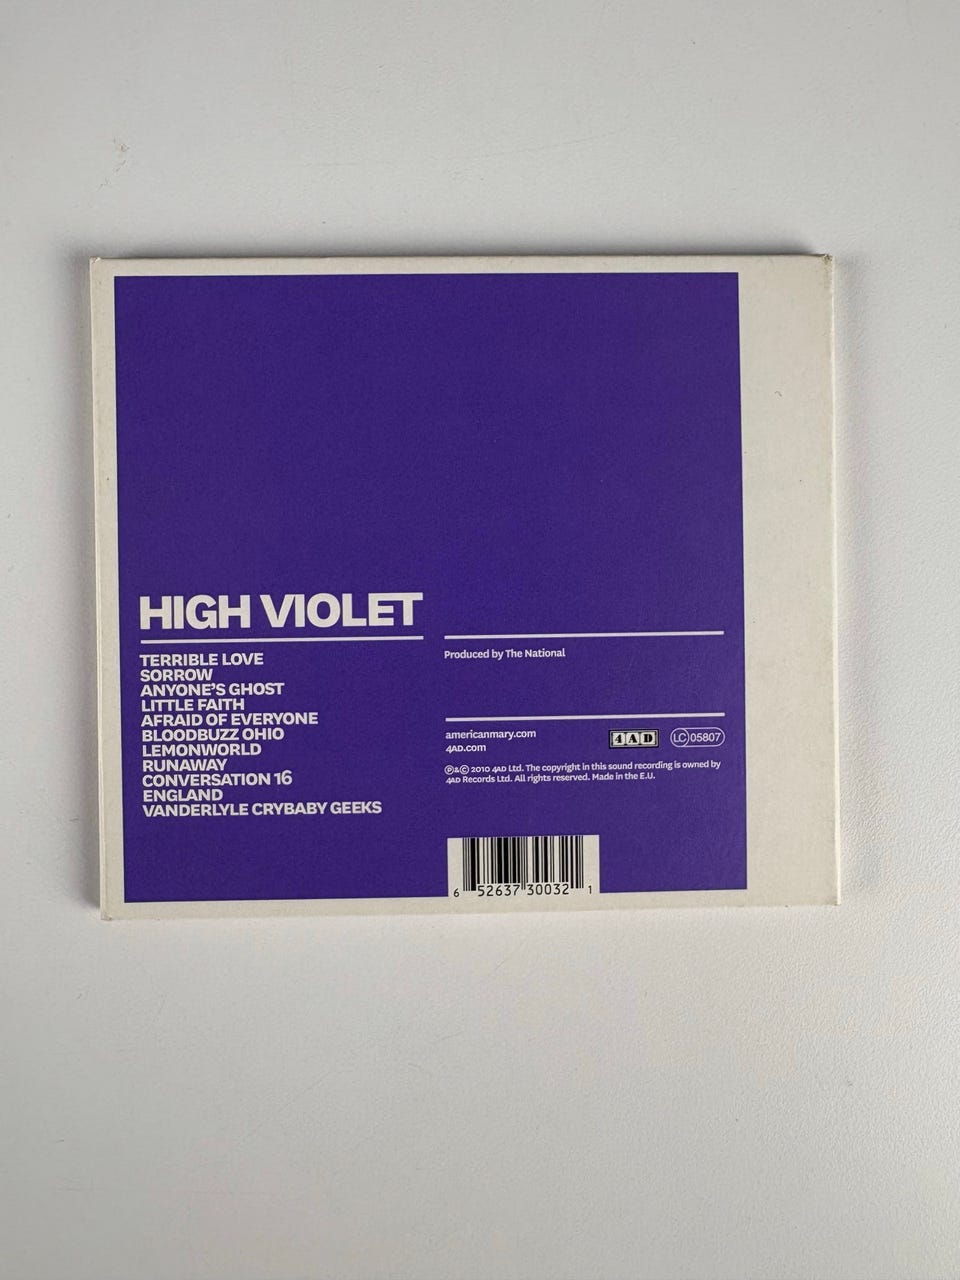 HIGH VIOLET
TERRIBLE LOVE
SORROW
ANYONE'S GHOST
LITTLE FAITH
AFRAID OF EVERYONE
BLOODBUZZ OHIO
LEMONWORLD
RUNAWAY
CONVERSATION 16
ENGLAND
VANDERLYLE CRYBABY GEEKS
Produced by The National
americanmary.com
4AD.com
4AD
LC 05807
℗&© 2010 4AD Ltd. The copyright in this sound recording is owned by
4AD Records Ltd. All rights reserved. Made in the E.U.
6 52637 30032 1